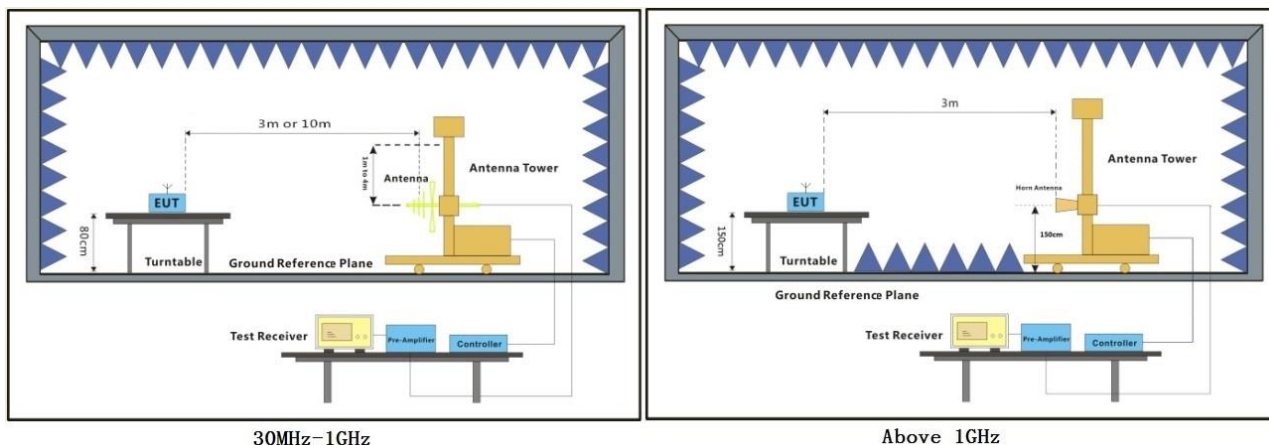 3m or 10m
1m to 4m
Antenna
Antenna Tower
EUT
80cm
Turntable
Ground Reference Plane
Test Receiver
Pre-Amplifier
Controller
30MHz-1GHz
3m
Antenna Tower
Horn Antenna
EUT
150cm
150cm
Turntable
Ground Reference Plane
Test Receiver
Pre-Amplifier
Controller
Above 1GHz